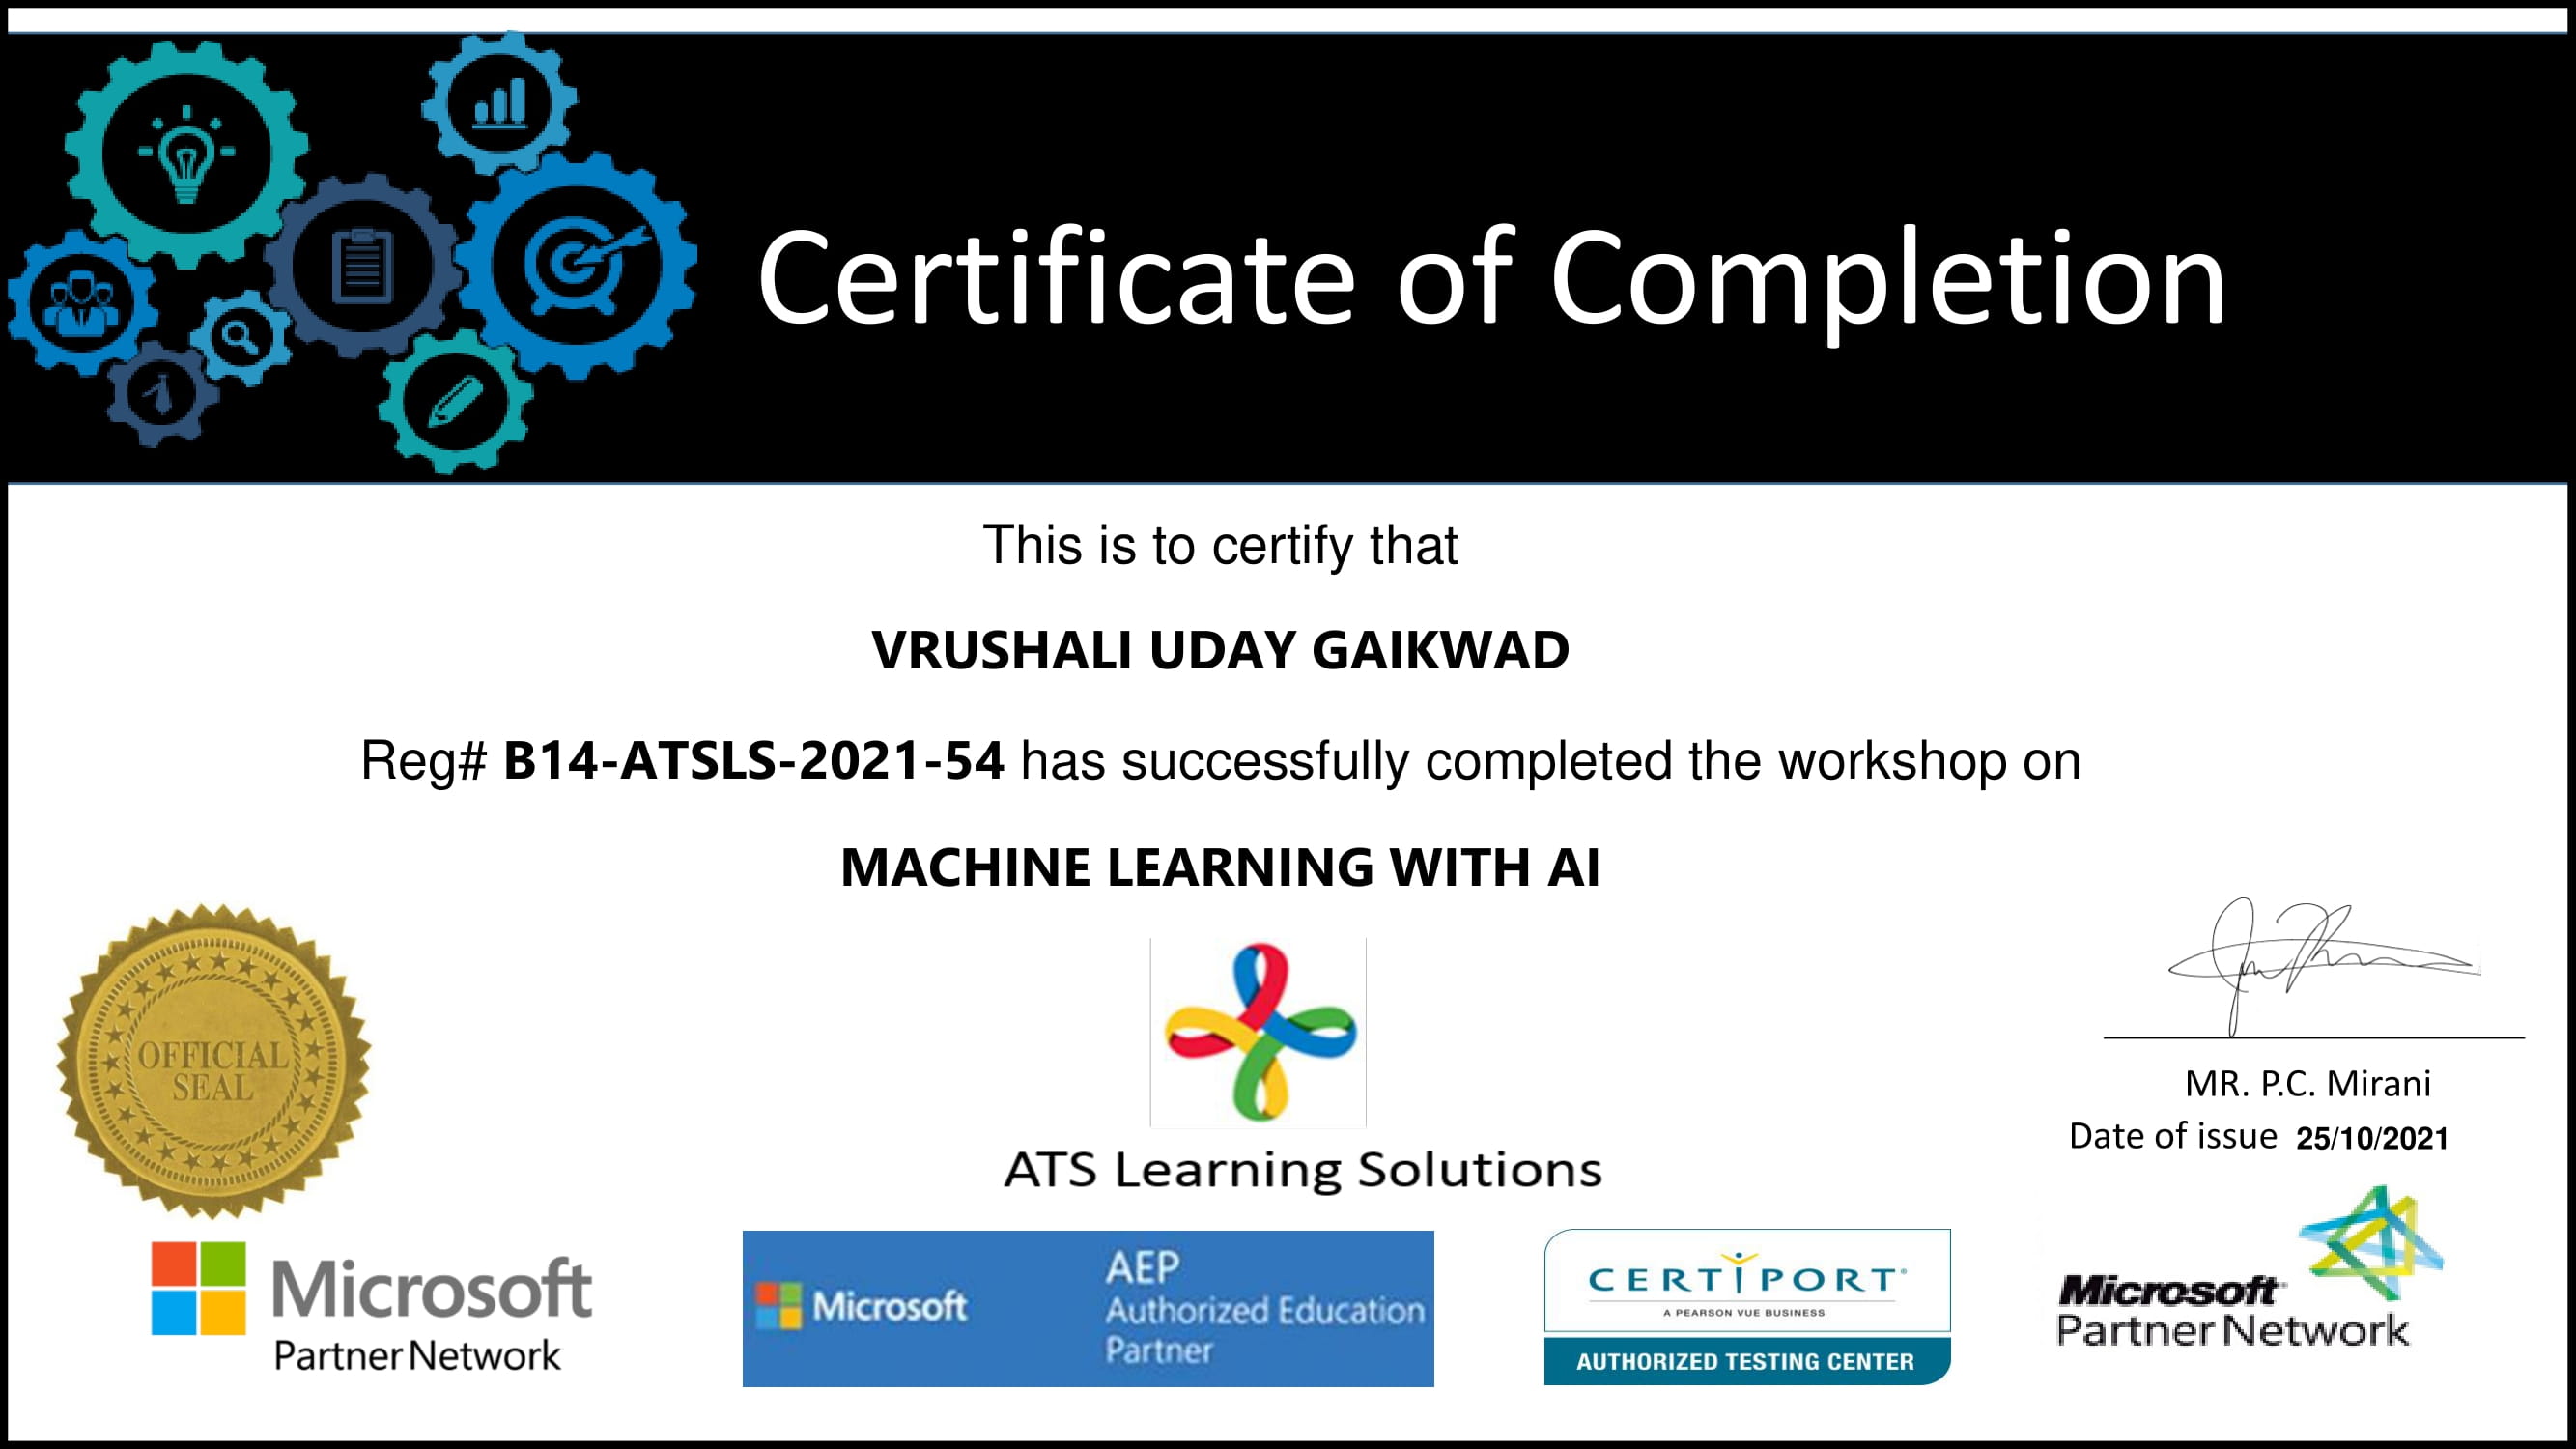 Certificate of Completion
This is to certify that
VRUSHALI UDAY GAIKWAD
Reg# B14-ATSLS-2021-54 has successfully completed the workshop on
MACHINE LEARNING WITH AI
OFFICIAL
SEAL
ATS Learning Solutions
MR. P.C. Mirani
Date of issue 25/10/2021
Microsoft
Partner Network
Microsoft
AEP
Authorized Education
Partner
CERTIPORT
A PEARSON VUE BUSINESS
AUTHORIZED TESTING CENTER
Microsoft
Partner Network